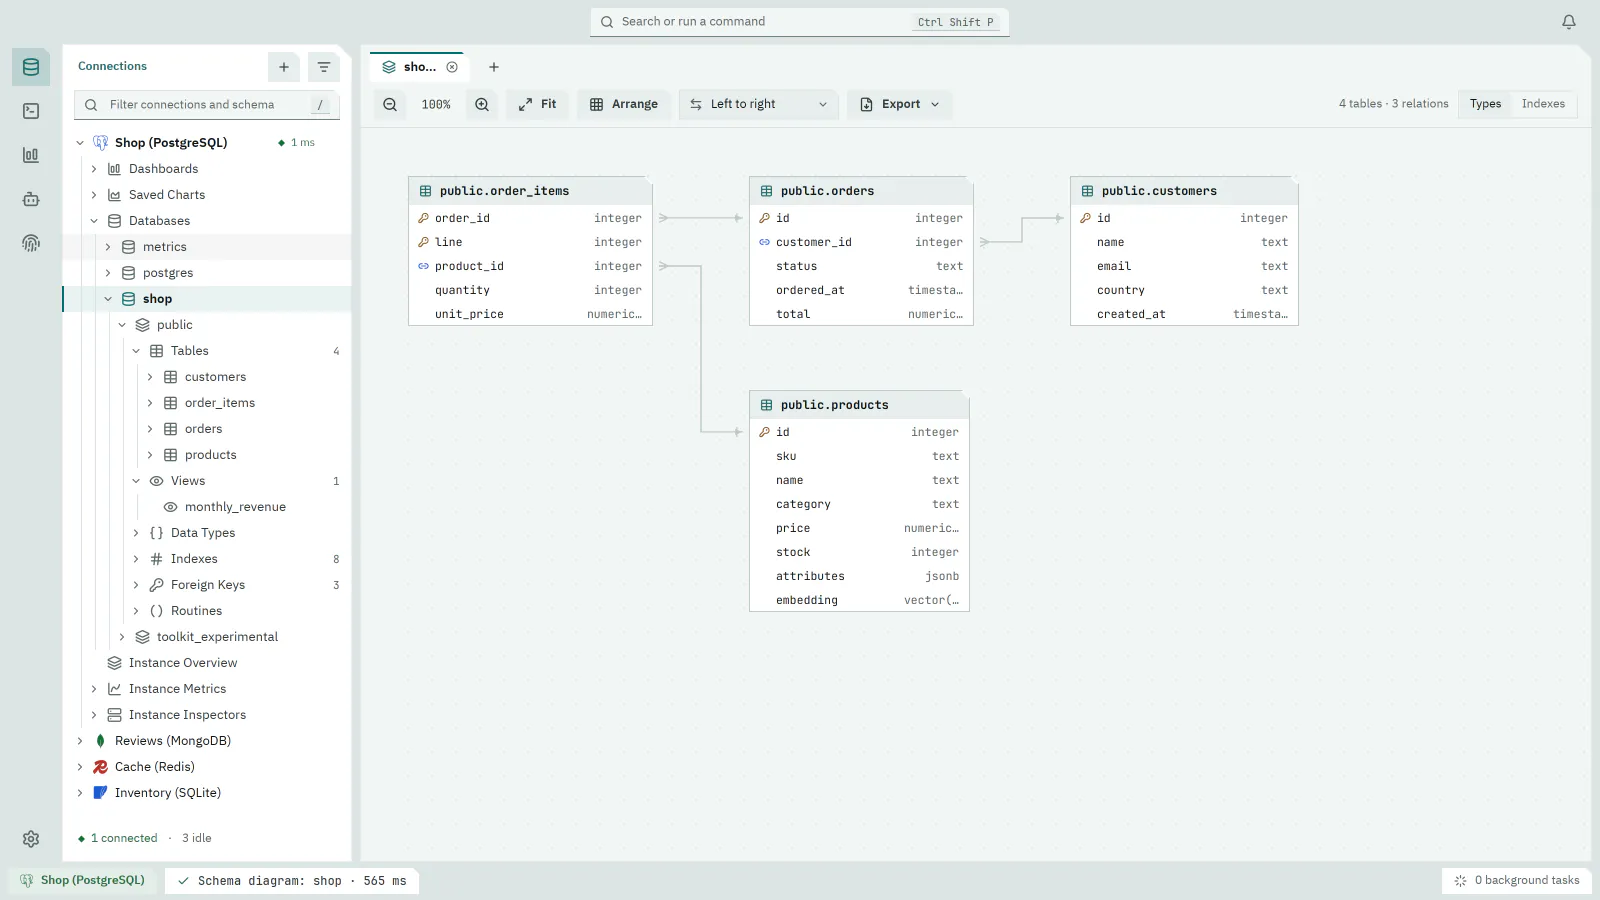 Search or run a command
Ctrl Shift P
Connections
Filter connections and schema
/
Shop (PostgreSQL)
1 ms
Dashboards
Saved Charts
Databases
metrics
postgres
shop
public
Tables
4
customers
order_items
orders
products
Views
1
monthly_revenue
Data Types
Indexes
8
Foreign Keys
3
Routines
toolkit_experimental
Instance Overview
Instance Metrics
Instance Inspectors
Reviews (MongoDB)
Cache (Redis)
Inventory (SQLite)
1 connected · 3 idle
sho...
100%
Fit
Arrange
Left to right
Export
4 tables · 3 relations
Types
Indexes
public.order_items
order_id integer
line integer
product_id integer
quantity integer
unit_price numeric…
public.orders
id integer
customer_id integer
status text
ordered_at timesta…
total numeric…
public.customers
id integer
name text
email text
country text
created_at timesta…
public.products
id integer
sku text
name text
category text
price numeric…
stock integer
attributes jsonb
embedding vector(…
Shop (PostgreSQL)
Schema diagram: shop · 565 ms
0 background tasks